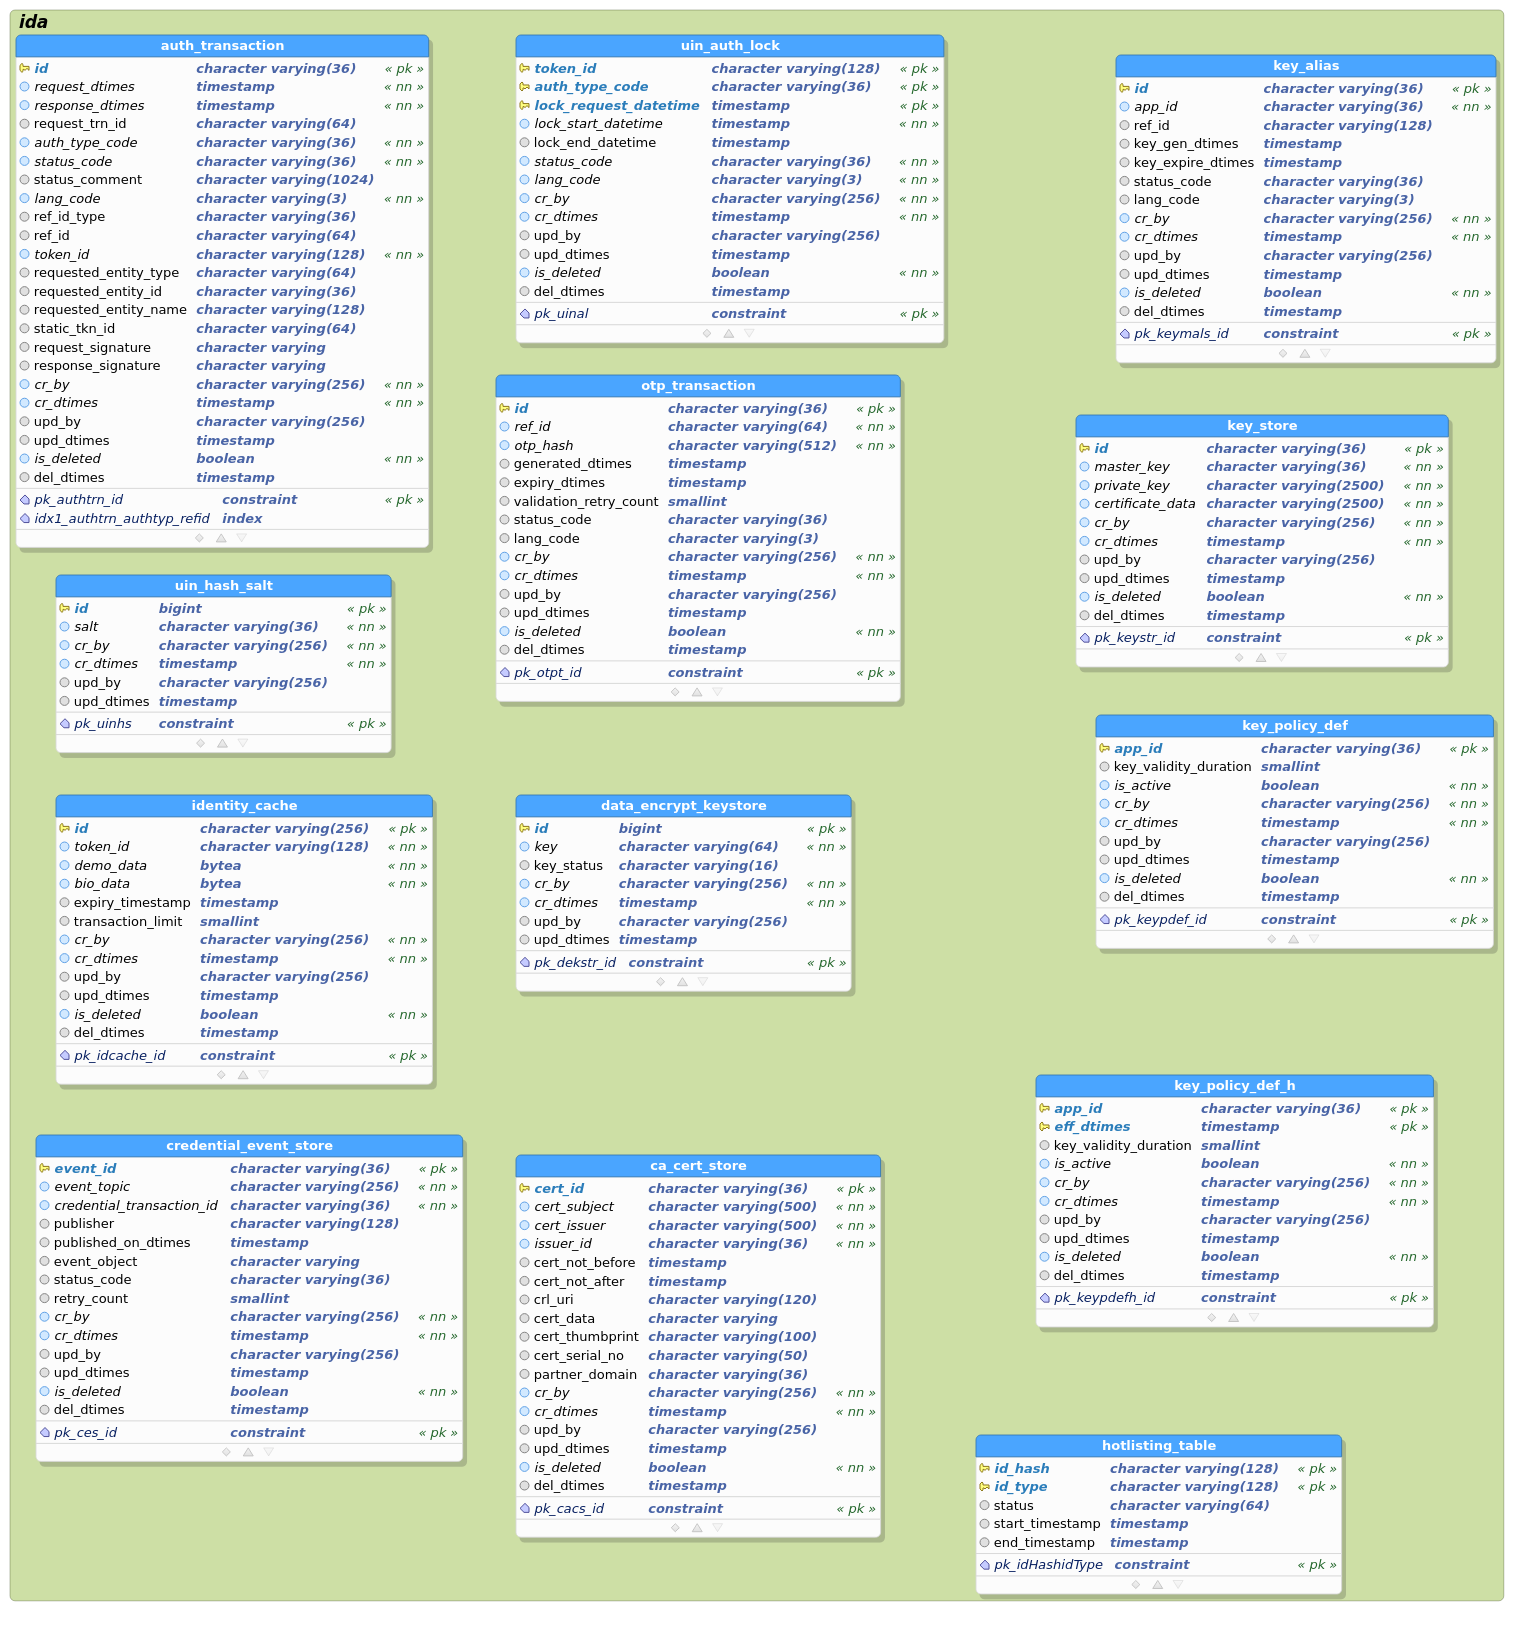 ida
auth_transaction
id character varying(36) « pk »
request_dtimes timestamp « nn »
response_dtimes timestamp « nn »
request_trn_id character varying(64)
auth_type_code character varying(36) « nn »
status_code character varying(36) « nn »
status_comment character varying(1024)
lang_code character varying(3) « nn »
ref_id_type character varying(36)
ref_id character varying(64)
token_id character varying(128) « nn »
requested_entity_type character varying(64)
requested_entity_id character varying(36)
requested_entity_name character varying(128)
static_tkn_id character varying(64)
request_signature character varying
response_signature character varying
cr_by character varying(256) « nn »
cr_dtimes timestamp « nn »
upd_by character varying(256)
upd_dtimes timestamp
is_deleted boolean « nn »
del_dtimes timestamp
pk_authtrn_id constraint « pk »
idx1_authtrn_authtyp_refid index
uin_auth_lock
token_id character varying(128) « pk »
auth_type_code character varying(36) « pk »
lock_request_datetime timestamp « pk »
lock_start_datetime timestamp « nn »
lock_end_datetime timestamp
status_code character varying(36) « nn »
lang_code character varying(3) « nn »
cr_by character varying(256) « nn »
cr_dtimes timestamp « nn »
upd_by character varying(256)
upd_dtimes timestamp
is_deleted boolean « nn »
del_dtimes timestamp
pk_uinal constraint « pk »
key_alias
id character varying(36) « pk »
app_id character varying(36) « nn »
ref_id character varying(128)
key_gen_dtimes timestamp
key_expire_dtimes timestamp
status_code character varying(36)
lang_code character varying(3)
cr_by character varying(256) « nn »
cr_dtimes timestamp « nn »
upd_by character varying(256)
upd_dtimes timestamp
is_deleted boolean « nn »
del_dtimes timestamp
pk_keymals_id constraint « pk »
otp_transaction
id character varying(36) « pk »
ref_id character varying(64) « nn »
otp_hash character varying(512) « nn »
generated_dtimes timestamp
expiry_dtimes timestamp
validation_retry_count smallint
status_code character varying(36)
lang_code character varying(3)
cr_by character varying(256) « nn »
cr_dtimes timestamp « nn »
upd_by character varying(256)
upd_dtimes timestamp
is_deleted boolean « nn »
del_dtimes timestamp
pk_otpt_id constraint « pk »
key_store
id character varying(36) « pk »
master_key character varying(36) « nn »
private_key character varying(2500) « nn »
certificate_data character varying(2500) « nn »
cr_by character varying(256) « nn »
cr_dtimes timestamp « nn »
upd_by character varying(256)
upd_dtimes timestamp
is_deleted boolean « nn »
del_dtimes timestamp
pk_keystr_id constraint « pk »
uin_hash_salt
id bigint « pk »
salt character varying(36) « nn »
cr_by character varying(256) « nn »
cr_dtimes timestamp « nn »
upd_by character varying(256)
upd_dtimes timestamp
pk_uinhs constraint « pk »
key_policy_def
app_id character varying(36) « pk »
key_validity_duration smallint
is_active boolean « nn »
cr_by character varying(256) « nn »
cr_dtimes timestamp « nn »
upd_by character varying(256)
upd_dtimes timestamp
is_deleted boolean « nn »
del_dtimes timestamp
pk_keypdef_id constraint « pk »
identity_cache
id character varying(256) « pk »
token_id character varying(128) « nn »
demo_data bytea « nn »
bio_data bytea « nn »
expiry_timestamp timestamp
transaction_limit smallint
cr_by character varying(256) « nn »
cr_dtimes timestamp « nn »
upd_by character varying(256)
upd_dtimes timestamp
is_deleted boolean « nn »
del_dtimes timestamp
pk_idcache_id constraint « pk »
data_encrypt_keystore
id bigint « pk »
key character varying(64) « nn »
key_status character varying(16)
cr_by character varying(256) « nn »
cr_dtimes timestamp « nn »
upd_by character varying(256)
upd_dtimes timestamp
pk_dekstr_id constraint « pk »
key_policy_def_h
app_id character varying(36) « pk »
eff_dtimes timestamp « pk »
key_validity_duration smallint
is_active boolean « nn »
cr_by character varying(256) « nn »
cr_dtimes timestamp « nn »
upd_by character varying(256)
upd_dtimes timestamp
is_deleted boolean « nn »
del_dtimes timestamp
pk_keypdefh_id constraint « pk »
credential_event_store
event_id character varying(36) « pk »
event_topic character varying(256) « nn »
credential_transaction_id character varying(36) « nn »
publisher character varying(128)
published_on_dtimes timestamp
event_object character varying
status_code character varying(36)
retry_count smallint
cr_by character varying(256) « nn »
cr_dtimes timestamp « nn »
upd_by character varying(256)
upd_dtimes timestamp
is_deleted boolean « nn »
del_dtimes timestamp
pk_ces_id constraint « pk »
ca_cert_store
cert_id character varying(36) « pk »
cert_subject character varying(500) « nn »
cert_issuer character varying(500) « nn »
issuer_id character varying(36) « nn »
cert_not_before timestamp
cert_not_after timestamp
crl_uri character varying(120)
cert_data character varying
cert_thumbprint character varying(100)
cert_serial_no character varying(50)
partner_domain character varying(36)
cr_by character varying(256) « nn »
cr_dtimes timestamp « nn »
upd_by character varying(256)
upd_dtimes timestamp
is_deleted boolean « nn »
del_dtimes timestamp
pk_cacs_id constraint « pk »
hotlisting_table
id_hash character varying(128) « pk »
id_type character varying(128) « pk »
status character varying(64)
start_timestamp timestamp
end_timestamp timestamp
pk_idHashidType constraint « pk »